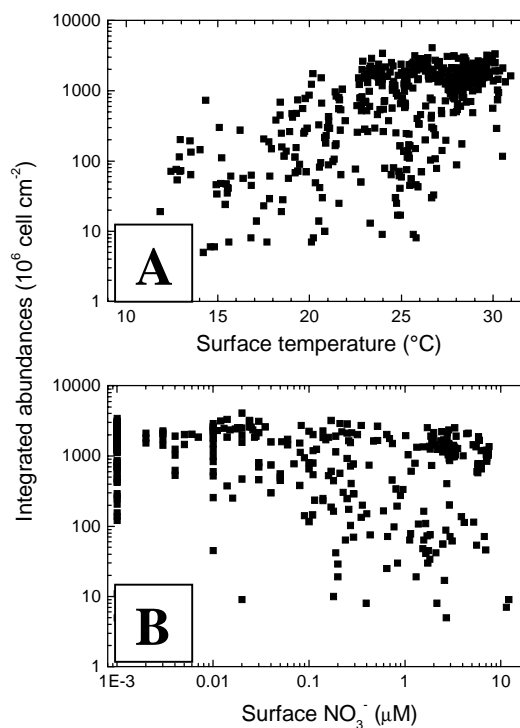 10000
1000
100
10
1
A
10 15 20 25 30
Surface temperature (°C)
Integrated abundances (10⁶ cell cm⁻²)
10000
1000
100
10
1
B
1E-3 0.01 0.1 1 10
Surface NO₃⁻ (μM)